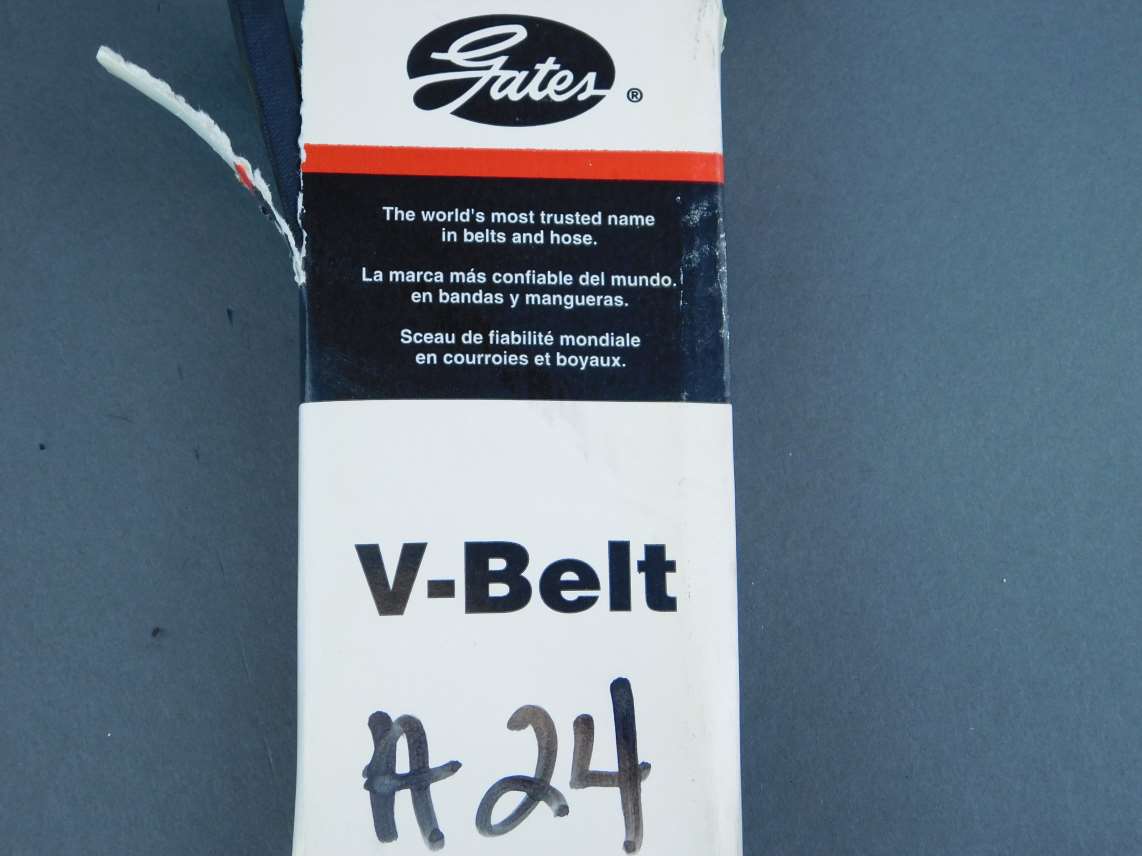 Gates®
The world's most trusted name
in belts and hose.
La marca más confiable del mundo.
en bandas y mangueras.
Sceau de fiabilité mondiale
en courroies et boyaux.
V-Belt
A 24